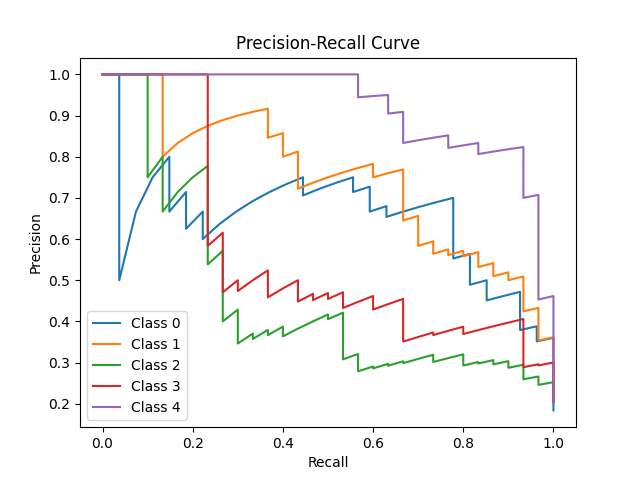 Precision-Recall Curve
1.0
0.9
0.8
0.7
0.6
0.5
0.4
0.3
0.2
Precision
Class 0
Class 1
Class 2
Class 3
Class 4
0.0 0.2 0.4 0.6 0.8 1.0
Recall